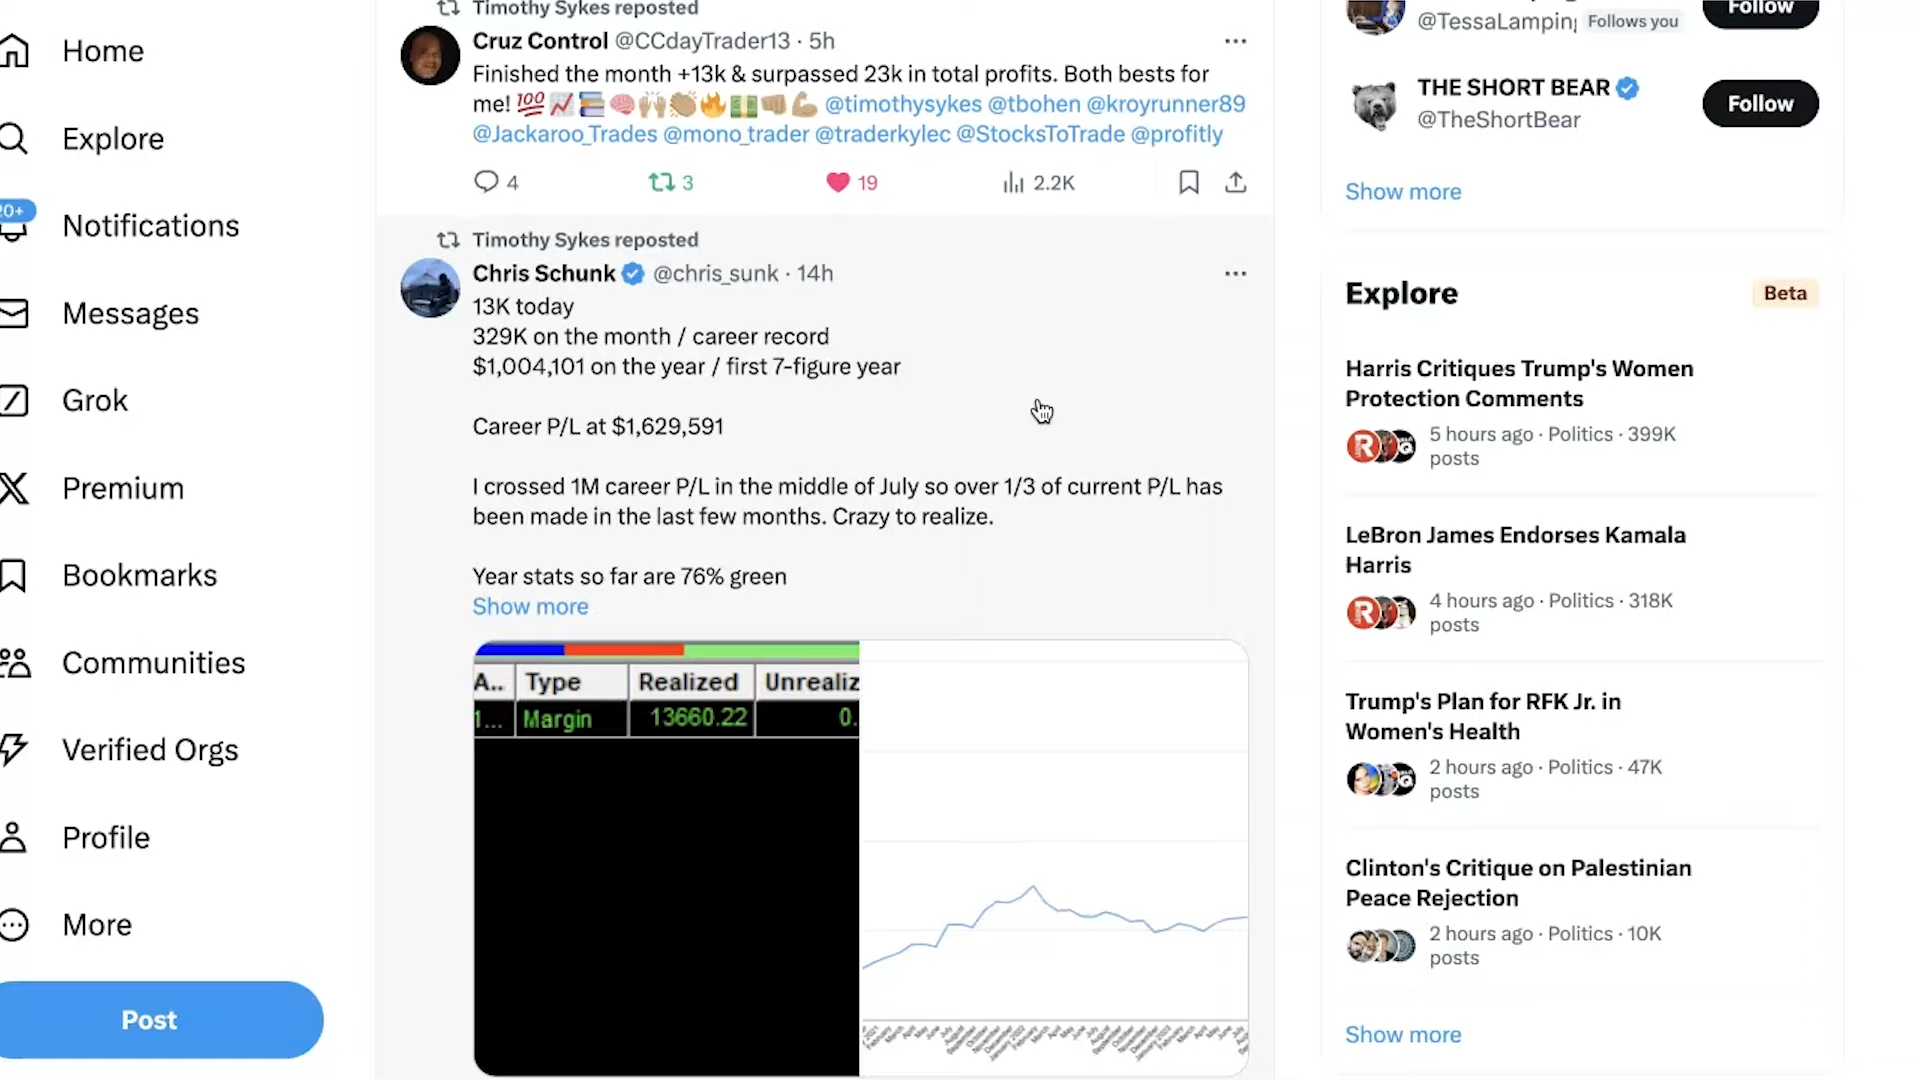 Home
Explore
20+
Notifications
Messages
Grok
Premium
Bookmarks
Communities
Verified Orgs
Profile
More
Post
Timothy Sykes reposted
Cruz Control @CCdayTrader13 · 5h
Finished the month +13k & surpassed 23k in total profits. Both bests for
me! 💯📈📚🧠🙌🏽👏🏽🔥💵👊🏽💪🏽 @timothysykes @tbohen @kroyrunner89
@Jackaroo_Trades @mono_trader @traderkylec @StocksToTrade @profitly
4 3 19 2.2K
Timothy Sykes reposted
Chris Schunk @chris_sunk · 14h
13K today
329K on the month / career record
$1,004,101 on the year / first 7-figure year
Career P/L at $1,629,591
I crossed 1M career P/L in the middle of July so over 1/3 of current P/L has
been made in the last few months. Crazy to realize.
Year stats so far are 76% green
Show more
A.. Type Realized Unrealiz
1... Margin 13660.22 0.
@TessaLamping Follows you
Follow
THE SHORT BEAR
@TheShortBear
Follow
Show more
Explore
Beta
Harris Critiques Trump's Women
Protection Comments
5 hours ago · Politics · 399K
posts
LeBron James Endorses Kamala
Harris
4 hours ago · Politics · 318K
posts
Trump's Plan for RFK Jr. in
Women's Health
2 hours ago · Politics · 47K
posts
Clinton's Critique on Palestinian
Peace Rejection
2 hours ago · Politics · 10K
posts
Show more